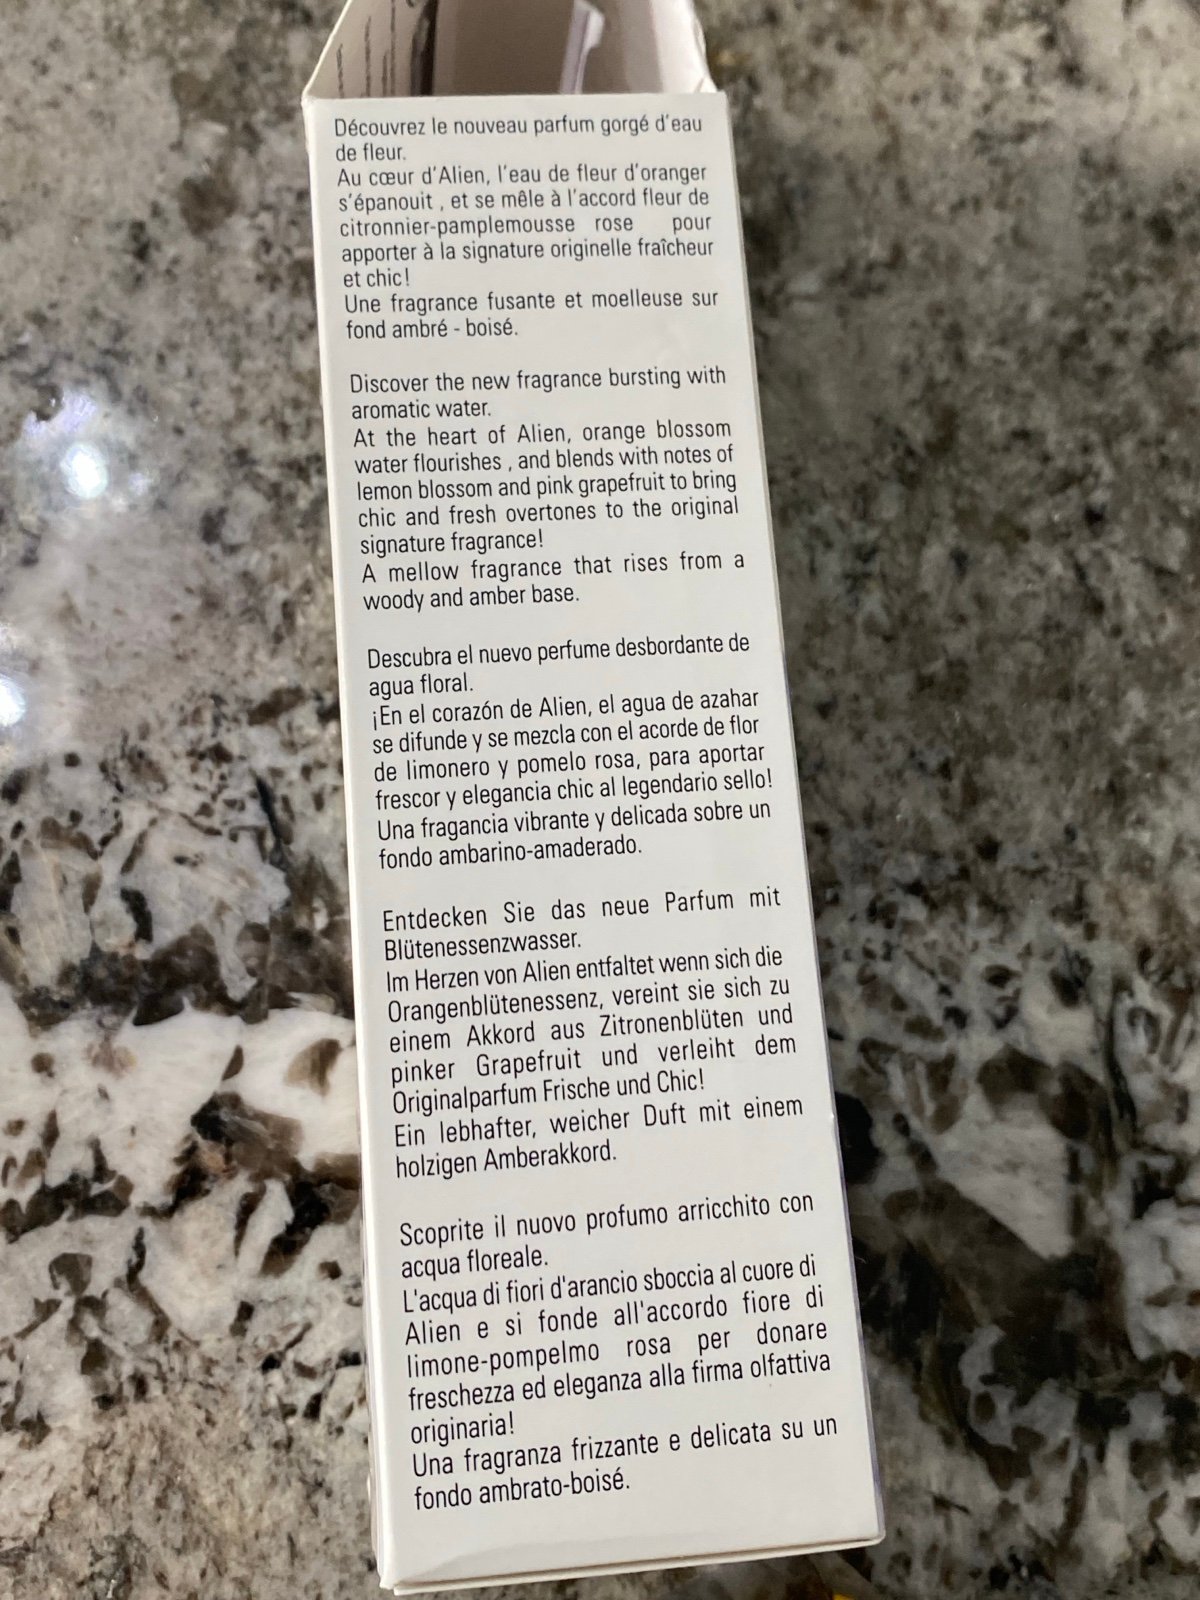 Découvrez le nouveau parfum gorgé d'eau
de fleur.
Au cœur d'Alien, l'eau de fleur d'oranger
s'épanouit , et se mêle à l'accord fleur de
citronnier-pamplemousse rose pour
apporter à la signature originelle fraîcheur
et chic!
Une fragrance fusante et moelleuse sur
fond ambré - boisé.
Discover the new fragrance bursting with
aromatic water.
At the heart of Alien, orange blossom
water flourishes , and blends with notes of
lemon blossom and pink grapefruit to bring
chic and fresh overtones to the original
signature fragrance!
A mellow fragrance that rises from a
woody and amber base.
Descubra el nuevo perfume desbordante de
agua floral.
¡En el corazón de Alien, el agua de azahar
se difunde y se mezcla con el acorde de flor
de limonero y pomelo rosa, para aportar
frescor y elegancia chic al legendario sello!
Una fragancia vibrante y delicada sobre un
fondo ambarino-amaderado.
Entdecken Sie das neue Parfum mit
Blütenessenzwasser.
Im Herzen von Alien entfaltet wenn sich die
Orangenblütenessenz, vereint sie sich zu
einem Akkord aus Zitronenblüten und
pinker Grapefruit und verleiht dem
Originalparfum Frische und Chic!
Ein lebhafter, weicher Duft mit einem
holzigen Amberakkord.
Scoprite il nuovo profumo arricchito con
acqua floreale.
L'acqua di fiori d'arancio sboccia al cuore di
Alien e si fonde all'accordo fiore di
limone-pompelmo rosa per donare
freschezza ed eleganza alla firma olfattiva
originaria!
Una fragranza frizzante e delicata su un
fondo ambrato-boisé.